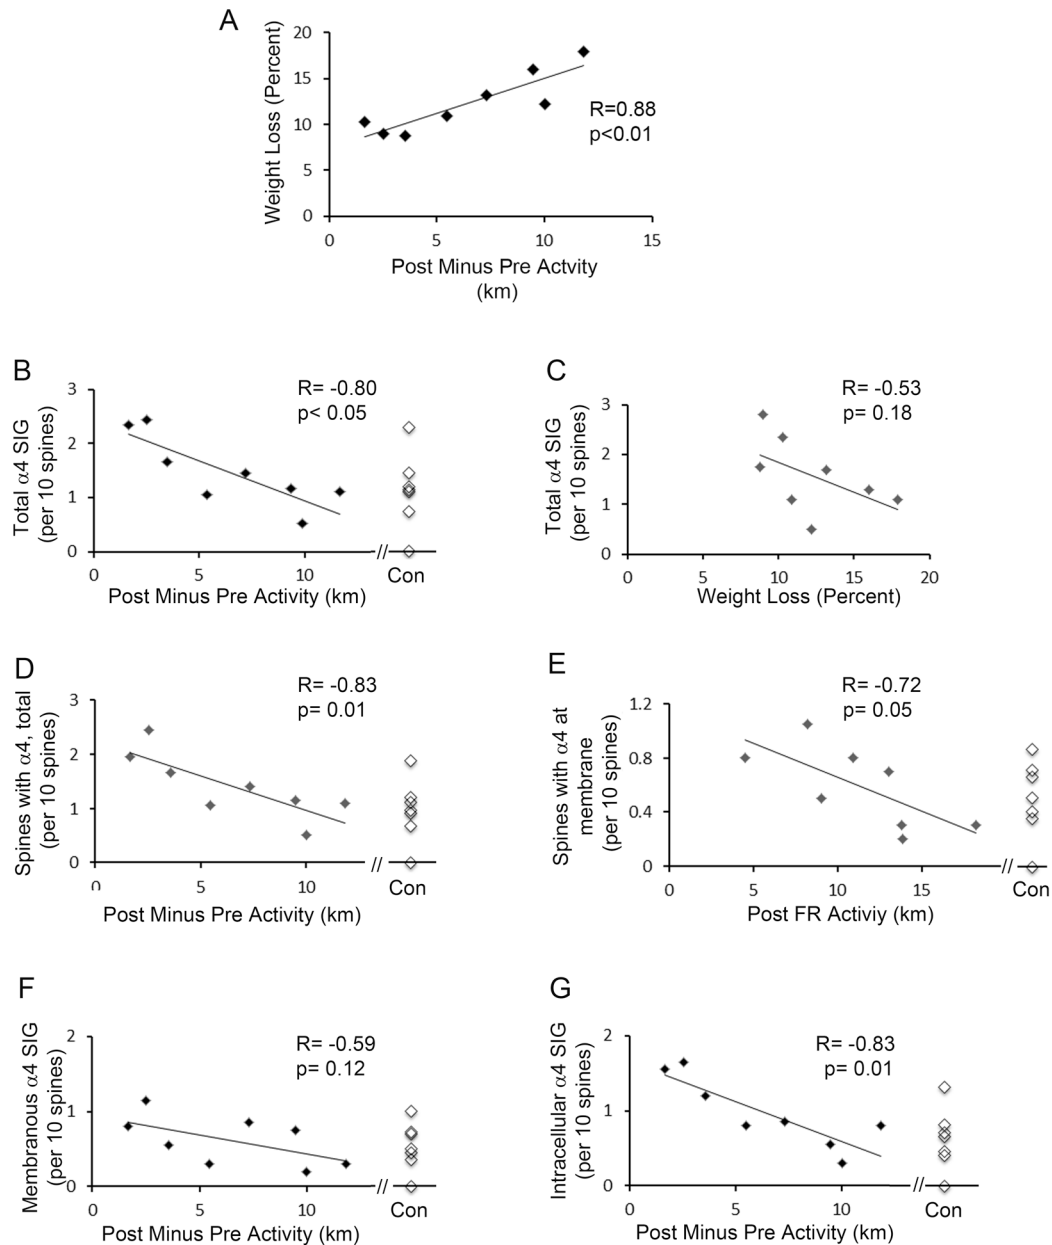 A
Weight Loss (Percent)
20
15
10
5
0
R=0.88
p<0.01
0 5 10 15
Post Minus Pre Actvity
(km)
B
Total α4 SIG
(per 10 spines)
3
2
1
0
R= -0.80
p< 0.05
0 5 10 // Con
Post Minus Pre Activity (km)
C
Total α4 SIG
(per 10 spines)
3
2
1
0
R= -0.53
p= 0.18
0 5 10 15 20
Weight Loss (Percent)
D
Spines with α4, total
(per 10 spines)
3
2
1
0
R= -0.83
p= 0.01
0 5 10 // Con
Post Minus Pre Activity (km)
E
Spines with α4 at
membrane
(per 10 spines)
1.2
0.8
0.4
0
R= -0.72
p= 0.05
0 5 10 15 // Con
Post FR Activiy (km)
F
Membranous α4 SIG
(per 10 spines)
2
1
0
R= -0.59
p= 0.12
0 5 10 // Con
Post Minus Pre Activity (km)
G
Intracellular α4 SIG
(per 10 spines)
2
1
0
R= -0.83
p= 0.01
0 5 10 // Con
Post Minus Pre Activity (km)